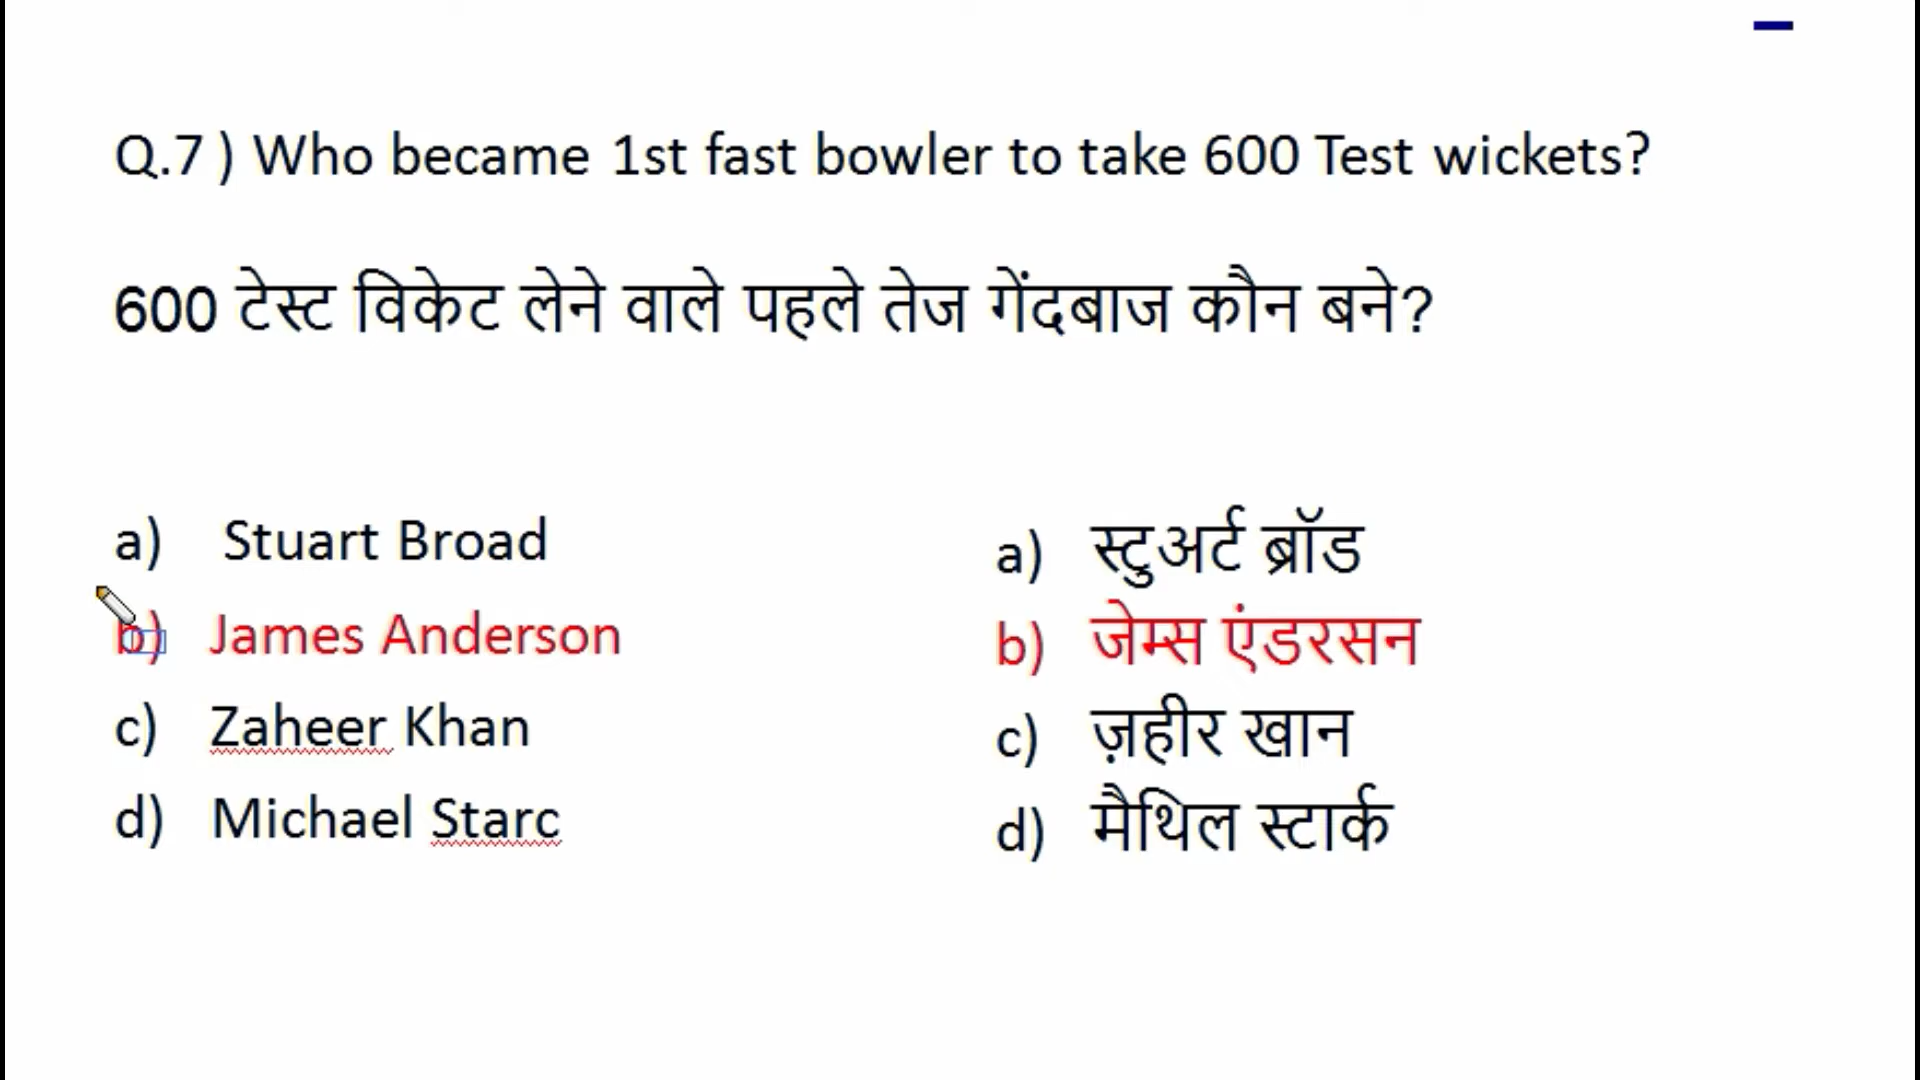 Q.7 ) Who became 1st fast bowler to take 600 Test wickets?
600 टेस्ट विकेट लेने वाले पहले तेज गेंदबाज कौन बने?
a) Stuart Broad
b) James Anderson
c) Zaheer Khan
d) Michael Starc
a) स्टुअर्ट ब्रॉड
b) जेम्स एंडरसन
c) ज़हीर खान
d) मैथिल स्टार्क